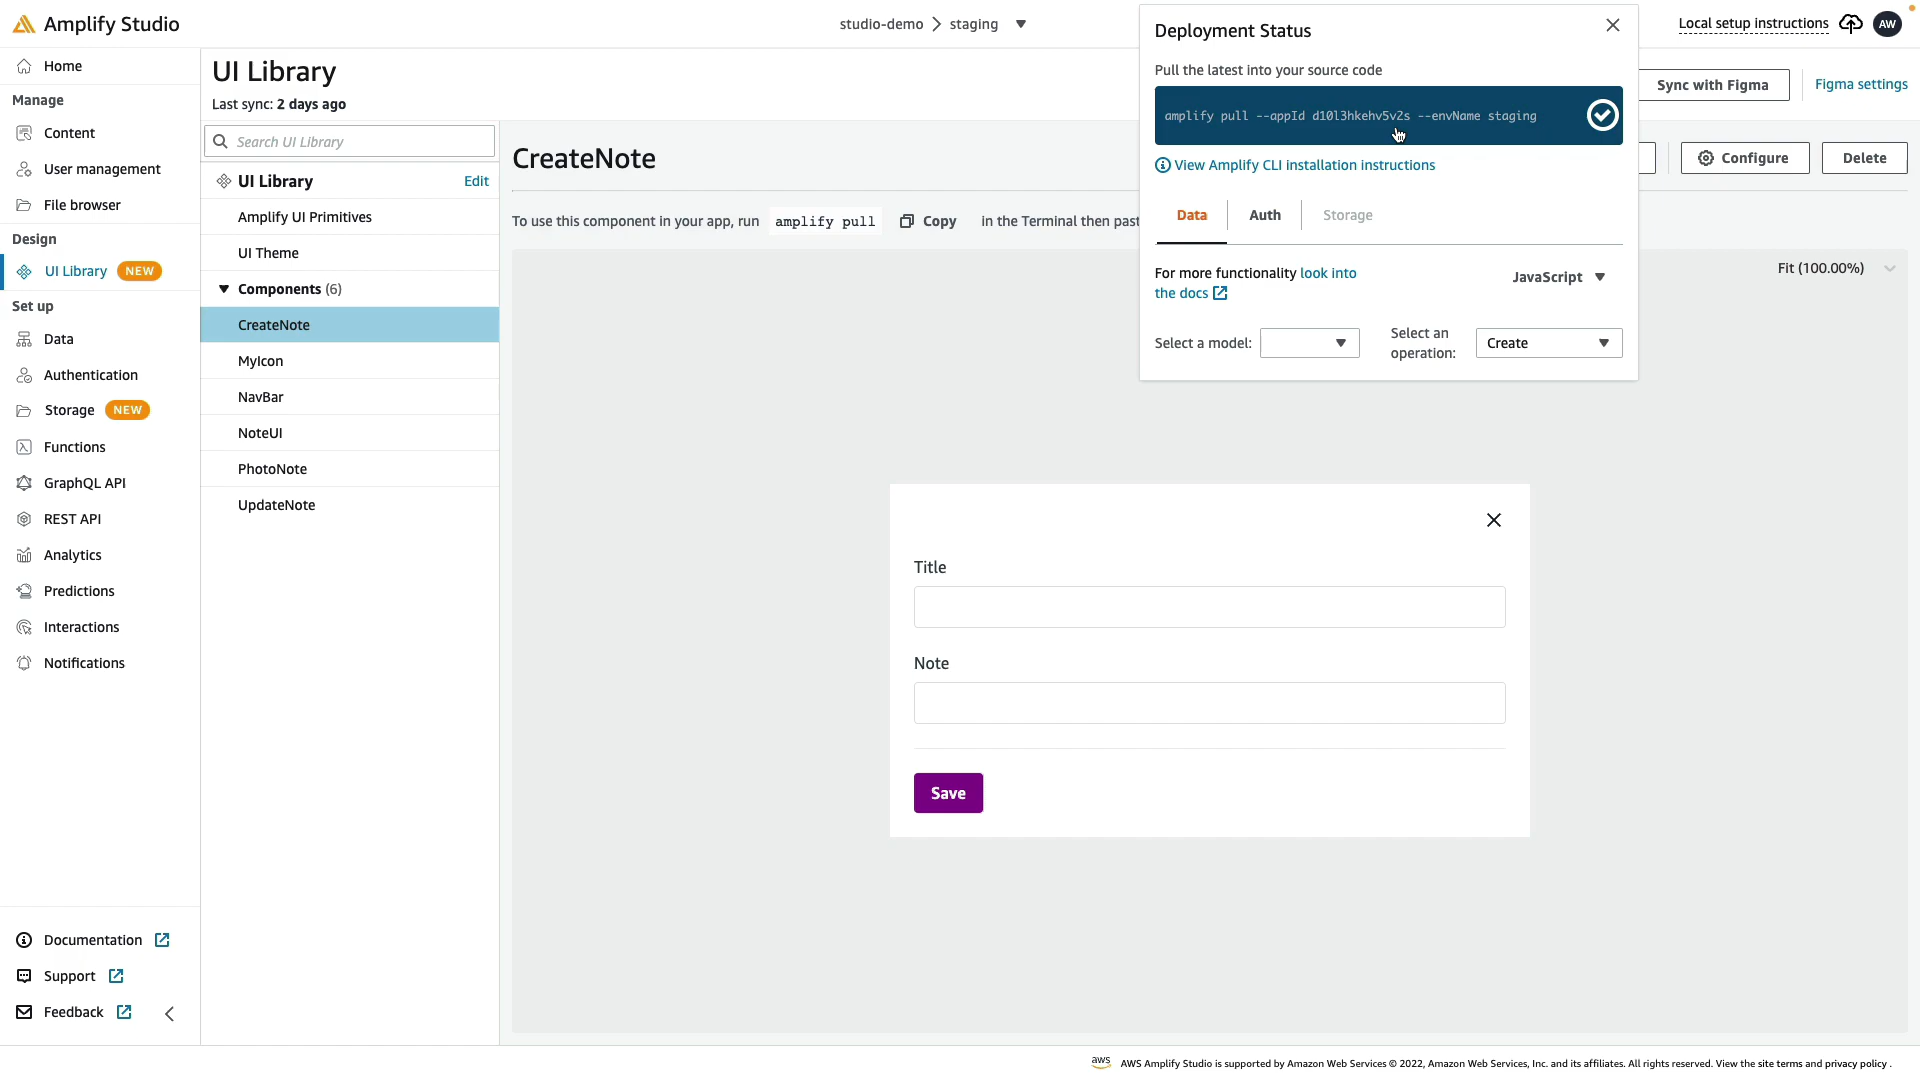 Amplify Studio
studio-demo > staging
Local setup instructions
AW
Home
Manage
Content
User management
File browser
Design
UI Library NEW
Set up
Data
Authentication
Storage NEW
Functions
GraphQL API
REST API
Analytics
Predictions
Interactions
Notifications
Documentation
Support
Feedback
UI Library
Last sync: 2 days ago
Sync with Figma
Figma settings
Search UI Library
UI Library Edit
Amplify UI Primitives
UI Theme
Components (6)
CreateNote
MyIcon
NavBar
NoteUI
PhotoNote
UpdateNote
CreateNote
Configure
Delete
To use this component in your app, run amplify pull Copy in the Terminal then past
Fit (100.00%)
Deployment Status
Pull the latest into your source code
amplify pull --appId d10l3hkehv5v2s --envName staging
View Amplify CLI installation instructions
Data Auth Storage
For more functionality look into
the docs
JavaScript
Select a model:
Select an
operation:
Create
Title
Note
Save
aws AWS Amplify Studio is supported by Amazon Web Services © 2022, Amazon Web Services, Inc. and its affiliates. All rights reserved. View the site terms and privacy policy .